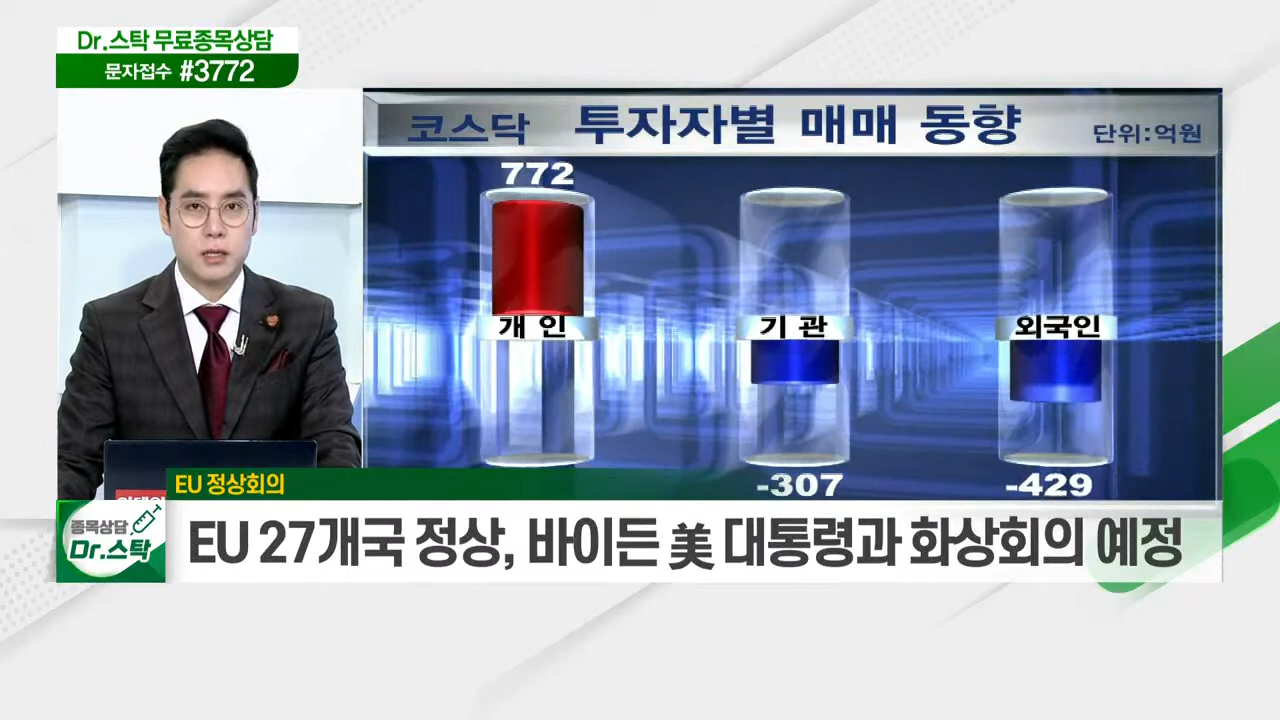 Dr.스탁 무료종목상담
문자접수 #3772
코스닥 투자자별 매매 동향 단위:억원
772
개인 기관 외국인
-307 -429
EU 정상회의
종목상담
Dr.스탁
EU 27개국 정상, 바이든 美 대통령과 화상회의 예정